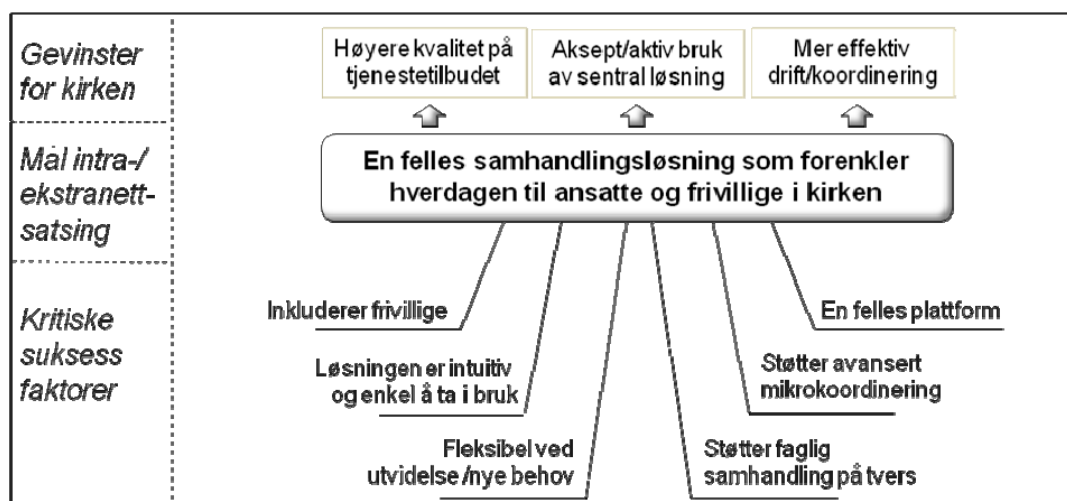 Gevinster
for kirken
Høyere kvalitet på
tjenestetilbudet
Aksept/aktiv bruk
av sentral løsning
Mer effektiv
drift/koordinering
Mål intra-/
ekstranett-
satsing
En felles samhandlingsløsning som forenkler
hverdagen til ansatte og frivillige i kirken
Kritiske
suksess
faktorer
Inkluderer frivillige
Løsningen er intuitiv
og enkel å ta i bruk
Fleksibel ved
utvidelse/nye behov
Støtter faglig
samhandling på tvers
Støtter avansert
mikrokoordinering
En felles plattform